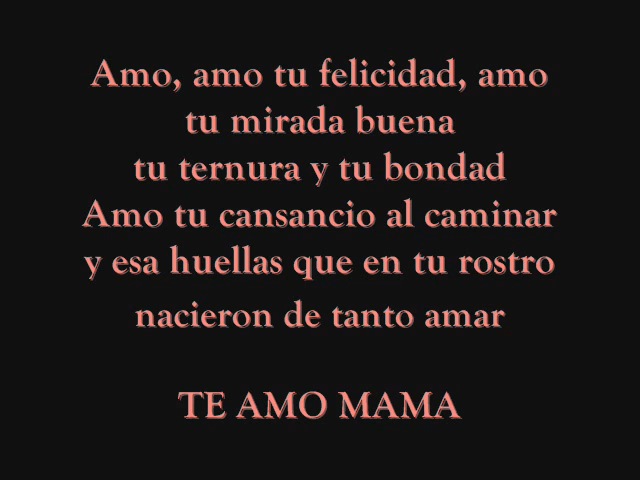 Amo, amo tu felicidad, amo
tu mirada buena
tu ternura y tu bondad
Amo tu cansancio al caminar
y esa huellas que en tu rostro
nacieron de tanto amar
TE AMO MAMA